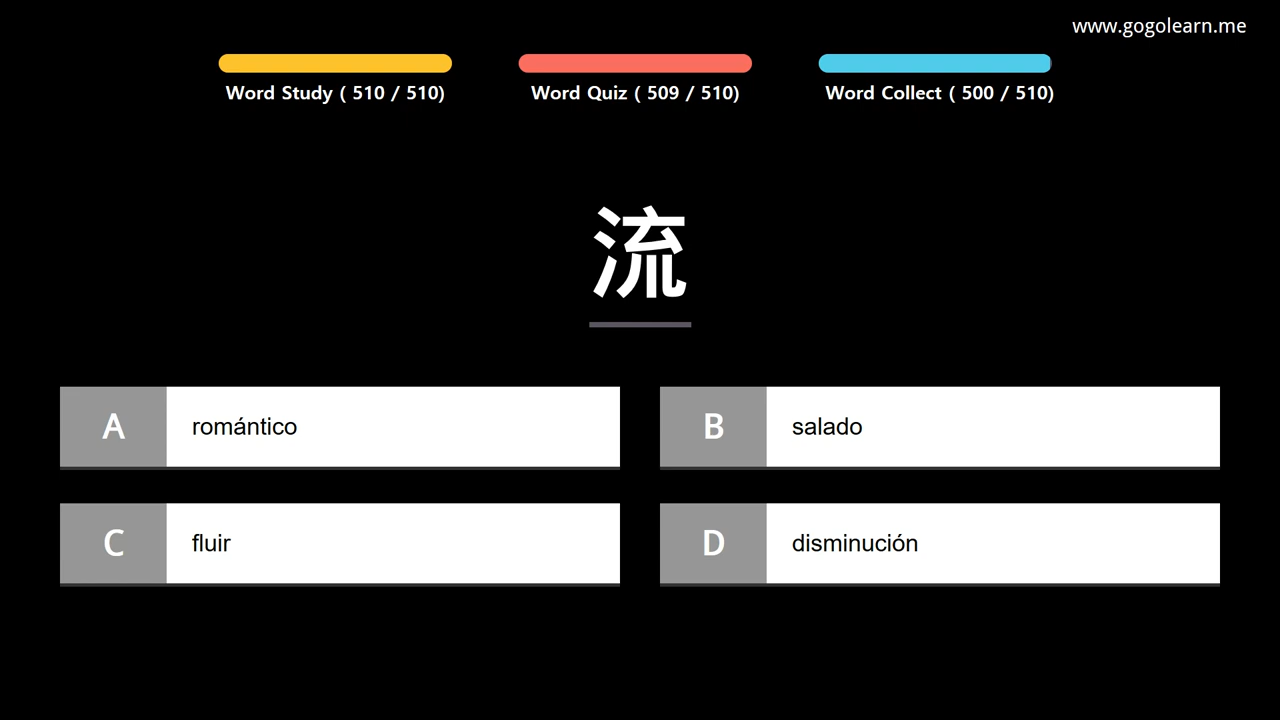 www.gogolearn.me
Word Study ( 510 / 510)
Word Quiz ( 509 / 510)
Word Collect ( 500 / 510)
流
A romántico
B salado
C fluir
D disminución